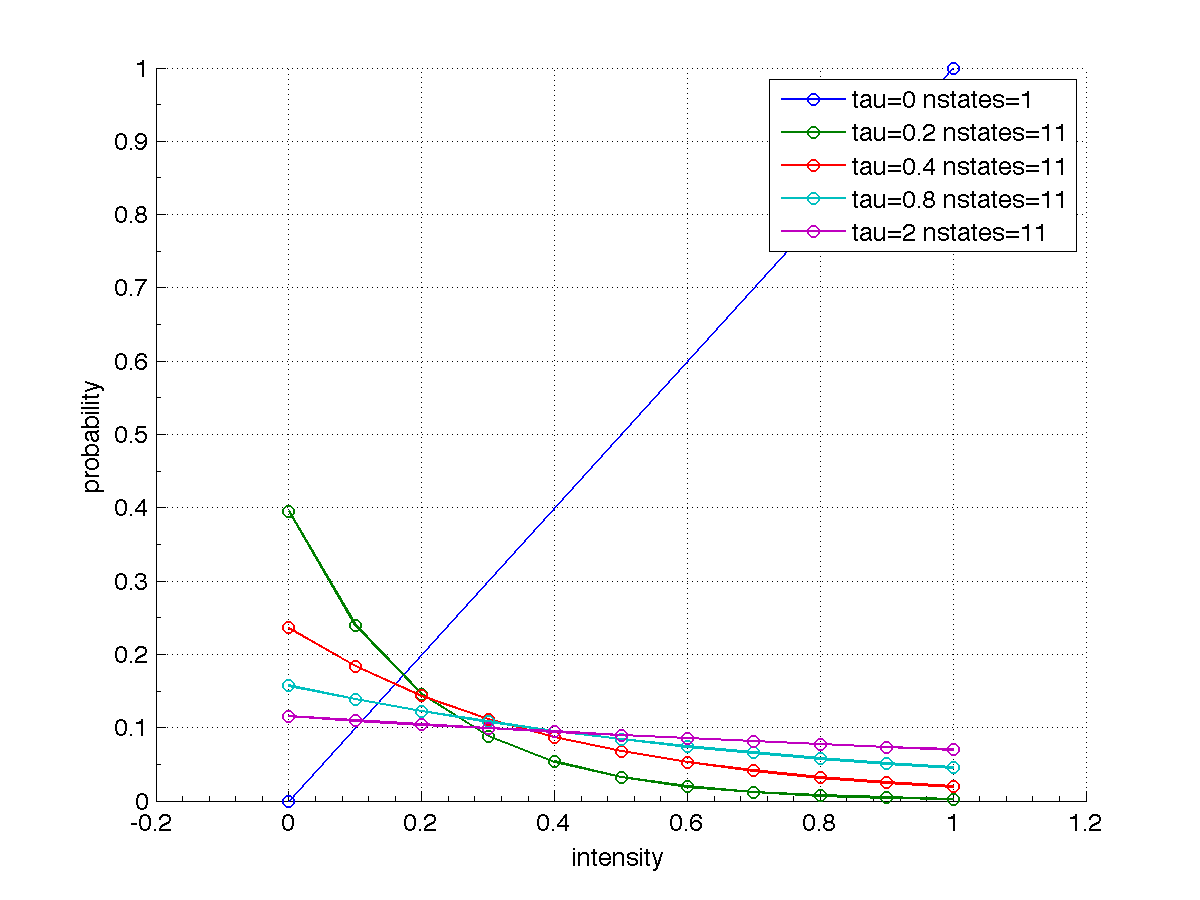 1
0.9
0.8
0.7
0.6
0.5
0.4
0.3
0.2
0.1
0
probability
-0.2 0 0.2 0.4 0.6 0.8 1 1.2
intensity
tau=0 nstates=1
tau=0.2 nstates=11
tau=0.4 nstates=11
tau=0.8 nstates=11
tau=2 nstates=11